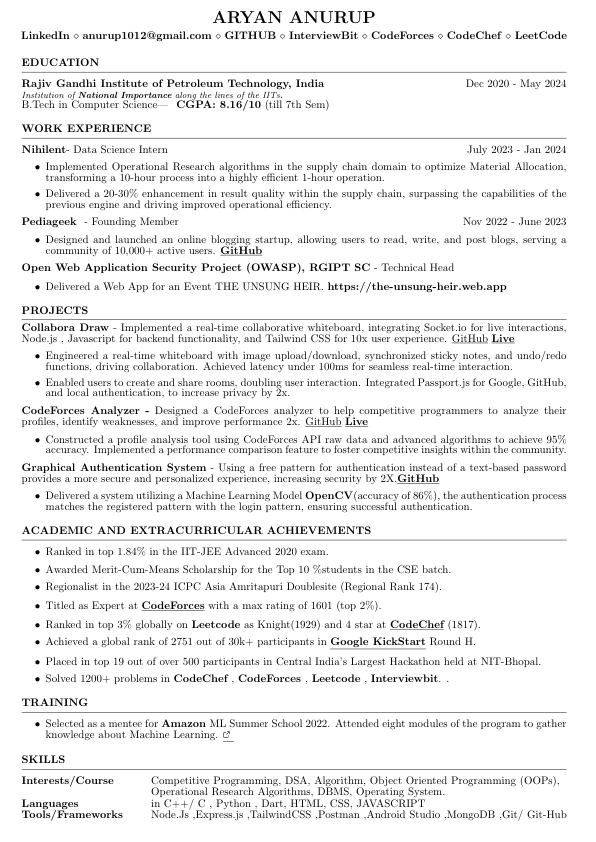 ARYAN ANURUP
LinkedIn ⋄ anurup1012@gmail.com ⋄ GITHUB ⋄ InterviewBit ⋄ CodeForces ⋄ CodeChef ⋄ LeetCode
EDUCATION
Rajiv Gandhi Institute of Petroleum Technology, India Dec 2020 - May 2024
Institution of National Importance along the lines of the IITs.
B.Tech in Computer Science— CGPA: 8.16/10 (till 7th Sem)
WORK EXPERIENCE
Nihilent- Data Science Intern July 2023 - Jan 2024
• Implemented Operational Research algorithms in the supply chain domain to optimize Material Allocation,
transforming a 10-hour process into a highly efficient 1-hour operation.
• Delivered a 20-30% enhancement in result quality within the supply chain, surpassing the capabilities of the
previous engine and driving improved operational efficiency.
Pediageek - Founding Member Nov 2022 - June 2023
• Designed and launched an online blogging startup, allowing users to read, write, and post blogs, serving a
community of 10,000+ active users. GitHub
Open Web Application Security Project (OWASP), RGIPT SC - Technical Head
• Delivered a Web App for an Event THE UNSUNG HEIR. https://the-unsung-heir.web.app
PROJECTS
Collabora Draw - Implemented a real-time collaborative whiteboard, integrating Socket.io for live interactions,
Node.js , Javascript for backend functionality, and Tailwind CSS for 10x user experience. GitHub Live
• Engineered a real-time whiteboard with image upload/download, synchronized sticky notes, and undo/redo
functions, driving collaboration. Achieved latency under 100ms for seamless real-time interaction.
• Enabled users to create and share rooms, doubling user interaction. Integrated Passport.js for Google, GitHub,
and local authentication, to increase privacy by 2x.
CodeForces Analyzer - Designed a CodeForces analyzer to help competitive programmers to analyze their
profiles, identify weaknesses, and improve performance 2x. GitHub Live
• Constructed a profile analysis tool using CodeForces API raw data and advanced algorithms to achieve 95%
accuracy. Implemented a performance comparison feature to foster competitive insights within the community.
Graphical Authentication System - Using a free pattern for authentication instead of a text-based password
provides a more secure and personalized experience, increasing security by 2X.GitHub
• Delivered a system utilizing a Machine Learning Model OpenCV(accuracy of 86%), the authentication process
matches the registered pattern with the login pattern, ensuring successful authentication.
ACADEMIC AND EXTRACURRICULAR ACHIEVEMENTS
• Ranked in top 1.84% in the IIT-JEE Advanced 2020 exam.
• Awarded Merit-Cum-Means Scholarship for the Top 10 %students in the CSE batch.
• Regionalist in the 2023-24 ICPC Asia Amritapuri Doublesite (Regional Rank 174).
• Titled as Expert at CodeForces with a max rating of 1601 (top 2%).
• Ranked in top 3% globally on Leetcode as Knight(1929) and 4 star at CodeChef (1817).
• Achieved a global rank of 2751 out of 30k+ participants in Google KickStart Round H.
• Placed in top 19 out of over 500 participants in Central India's Largest Hackathon held at NIT-Bhopal.
• Solved 1200+ problems in CodeChef , CodeForces , Leetcode , Interviewbit. .
TRAINING
• Selected as a mentee for Amazon ML Summer School 2022. Attended eight modules of the program to gather
knowledge about Machine Learning.
SKILLS
Interests/Course Competitive Programming, DSA, Algorithm, Object Oriented Programming (OOPs),
Operational Research Algorithms, DBMS, Operating System.
Languages in C++/ C , Python , Dart, HTML, CSS, JAVASCRIPT
Tools/Frameworks Node.Js ,Express.js ,TailwindCSS ,Postman ,Android Studio ,MongoDB ,Git/ Git-Hub